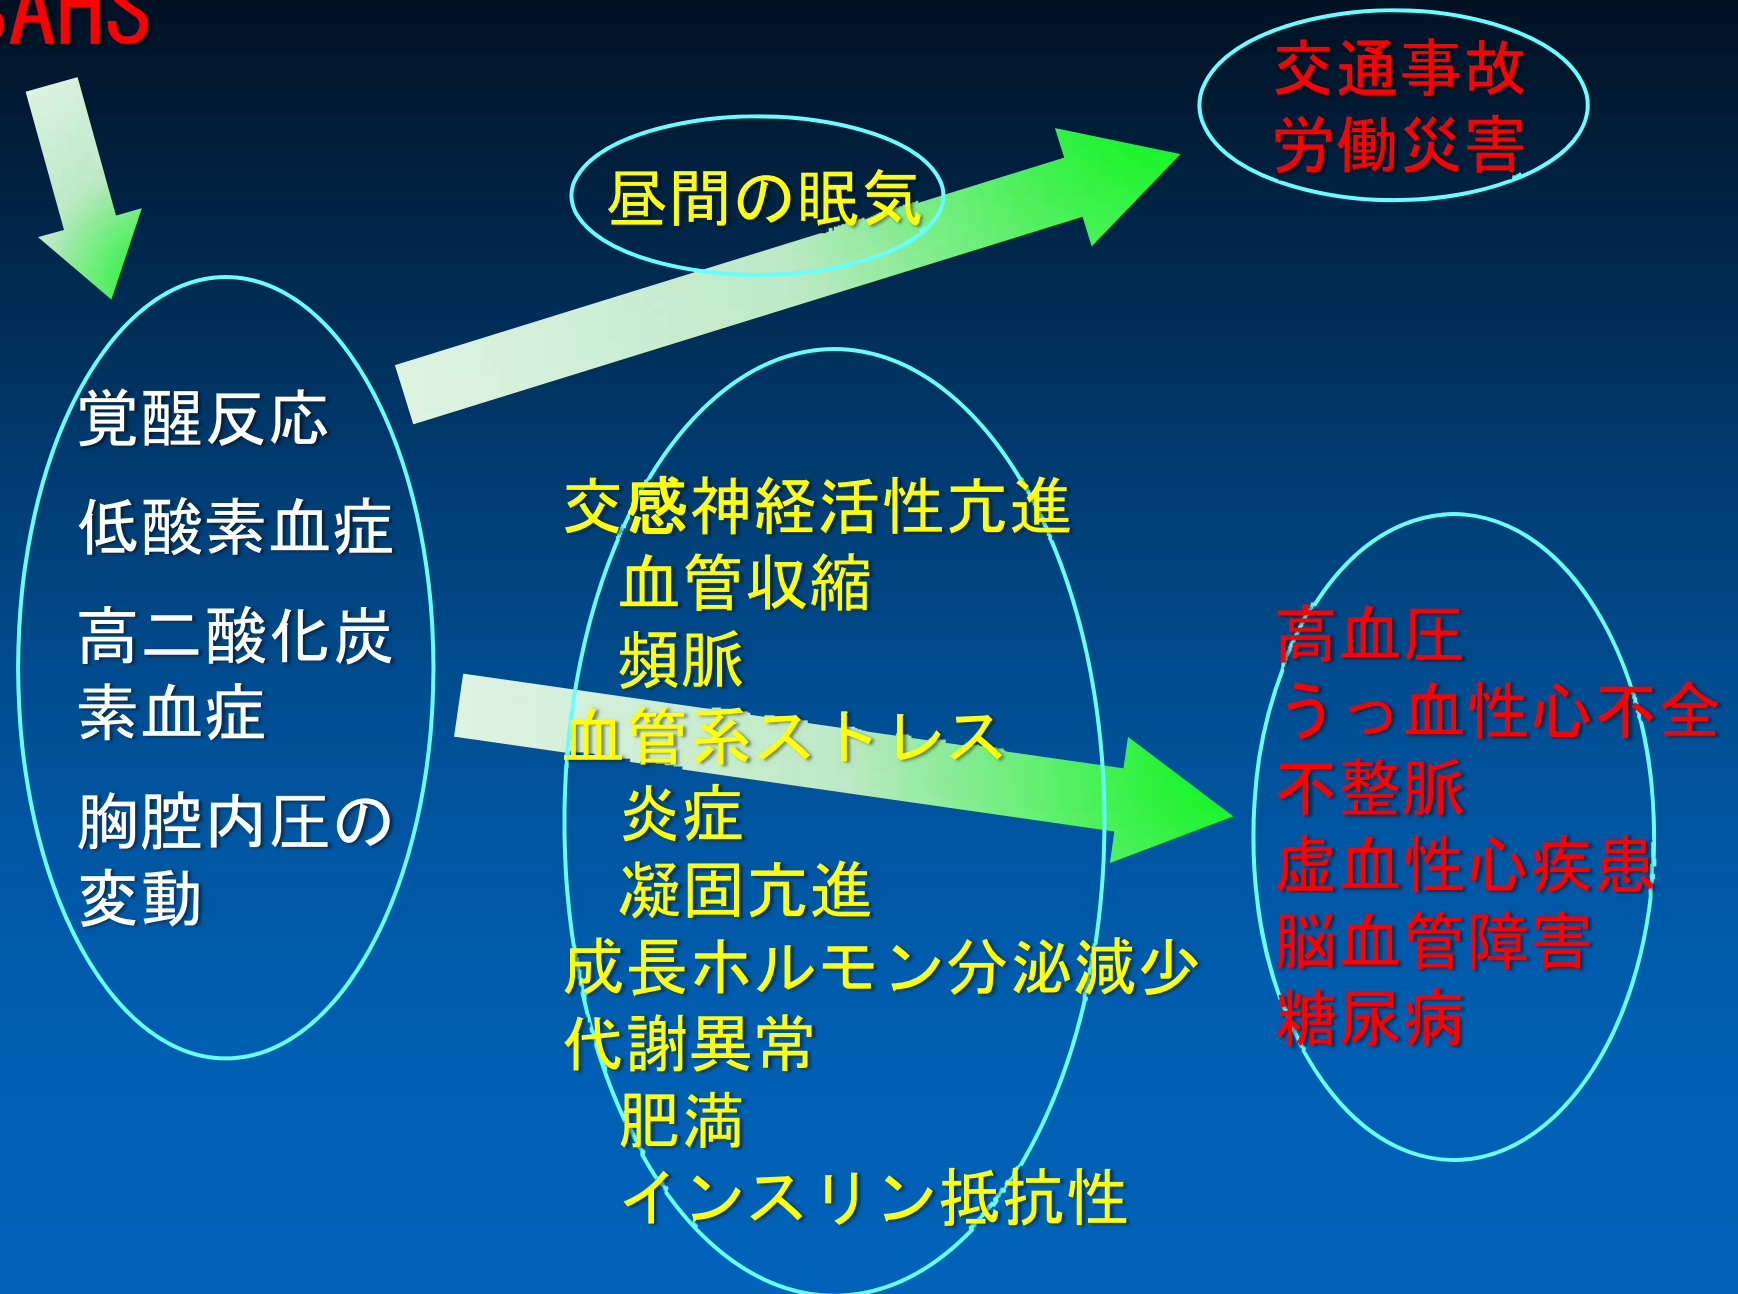 SAHS
交通事故
労働災害
昼間の眠気
覚醒反応
低酸素血症
高二酸化炭
素血症
胸腔内圧の
変動
交感神経活性亢進
血管収縮
頻脈
血管系ストレス
炎症
凝固亢進
成長ホルモン分泌減少
代謝異常
肥満
インスリン抵抗性
高血圧
うっ血性心不全
不整脈
虚血性心疾患
脳血管障害
糖尿病